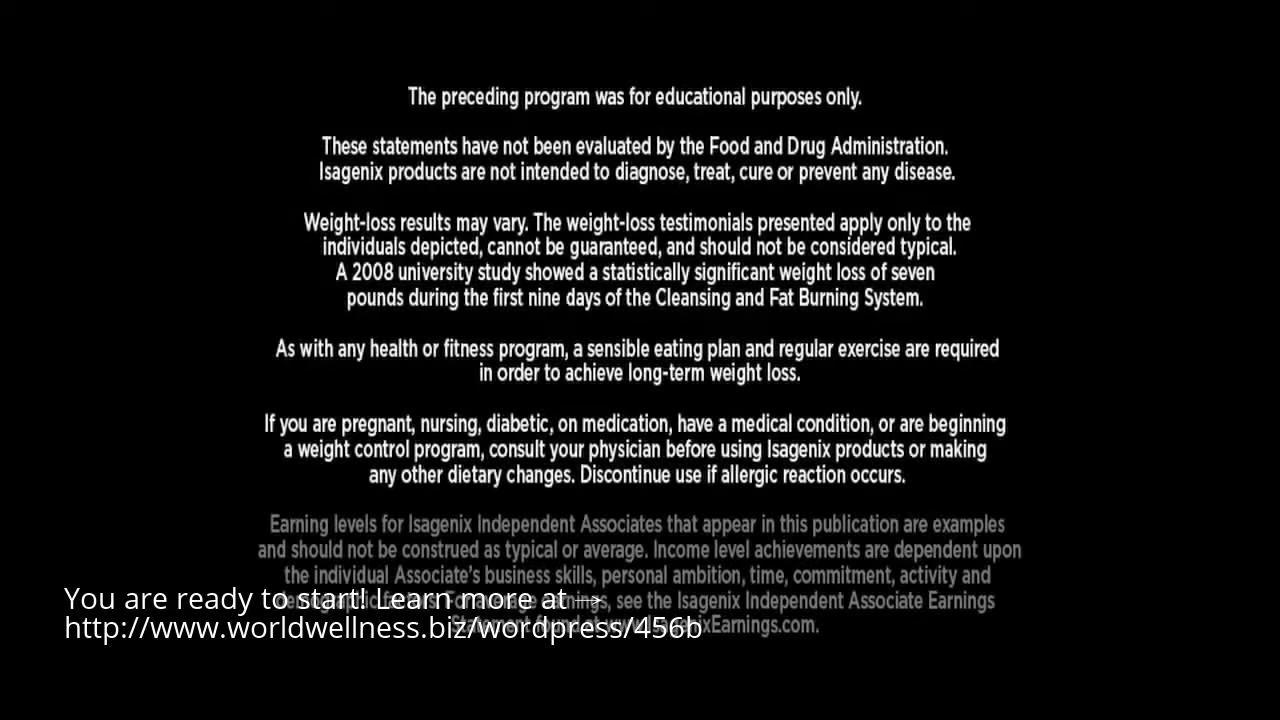 The preceding program was for educational purposes only.
These statements have not been evaluated by the Food and Drug Administration.
Isagenix products are not intended to diagnose, treat, cure or prevent any disease.
Weight-loss results may vary. The weight-loss testimonials presented apply only to the
individuals depicted, cannot be guaranteed, and should not be considered typical.
A 2008 university study showed a statistically significant weight loss of seven
pounds during the first nine days of the Cleansing and Fat Burning System.
As with any health or fitness program, a sensible eating plan and regular exercise are required
in order to achieve long-term weight loss.
If you are pregnant, nursing, diabetic, on medication, have a medical condition, or are beginning
a weight control program, consult your physician before using Isagenix products or making
any other dietary changes. Discontinue use if allergic reaction occurs.
Earning levels for Isagenix Independent Associates that appear in this publication are examples
and should not be construed as typical or average. Income level achievements are dependent upon
the individual Associate's business skills, personal ambition, time, commitment, activity and
see the Isagenix Independent Associate Earnings
You are ready to start! Learn more at →
http://www.worldwellness.biz/wordpress/456b